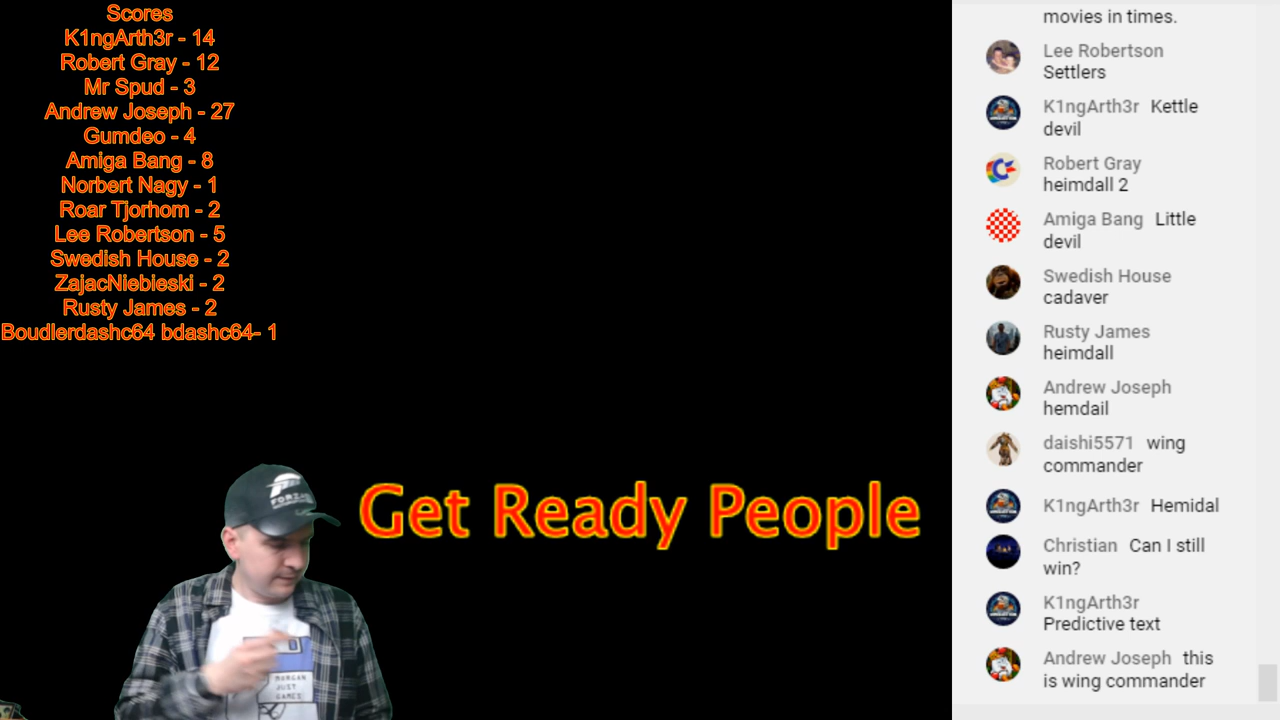 Scores
K1ngArth3r - 14
Robert Gray - 12
Mr Spud - 3
Andrew Joseph - 27
Gumdeo - 4
Amiga Bang - 8
Norbert Nagy - 1
Roar Tjorhom - 2
Lee Robertson - 5
Swedish House - 2
ZajacNiebieski - 2
Rusty James - 2
Boudlerdashc64 bdashc64- 1
Get Ready People
FORZA
MORGAN
JUST
GAMES
movies in times.
Lee Robertson
Settlers
K1ngArth3r Kettle
devil
Robert Gray
heimdall 2
Amiga Bang Little
devil
Swedish House
cadaver
Rusty James
heimdall
Andrew Joseph
hemdail
daishi5571 wing
commander
K1ngArth3r Hemidal
Christian Can I still
win?
K1ngArth3r
Predictive text
Andrew Joseph this
is wing commander